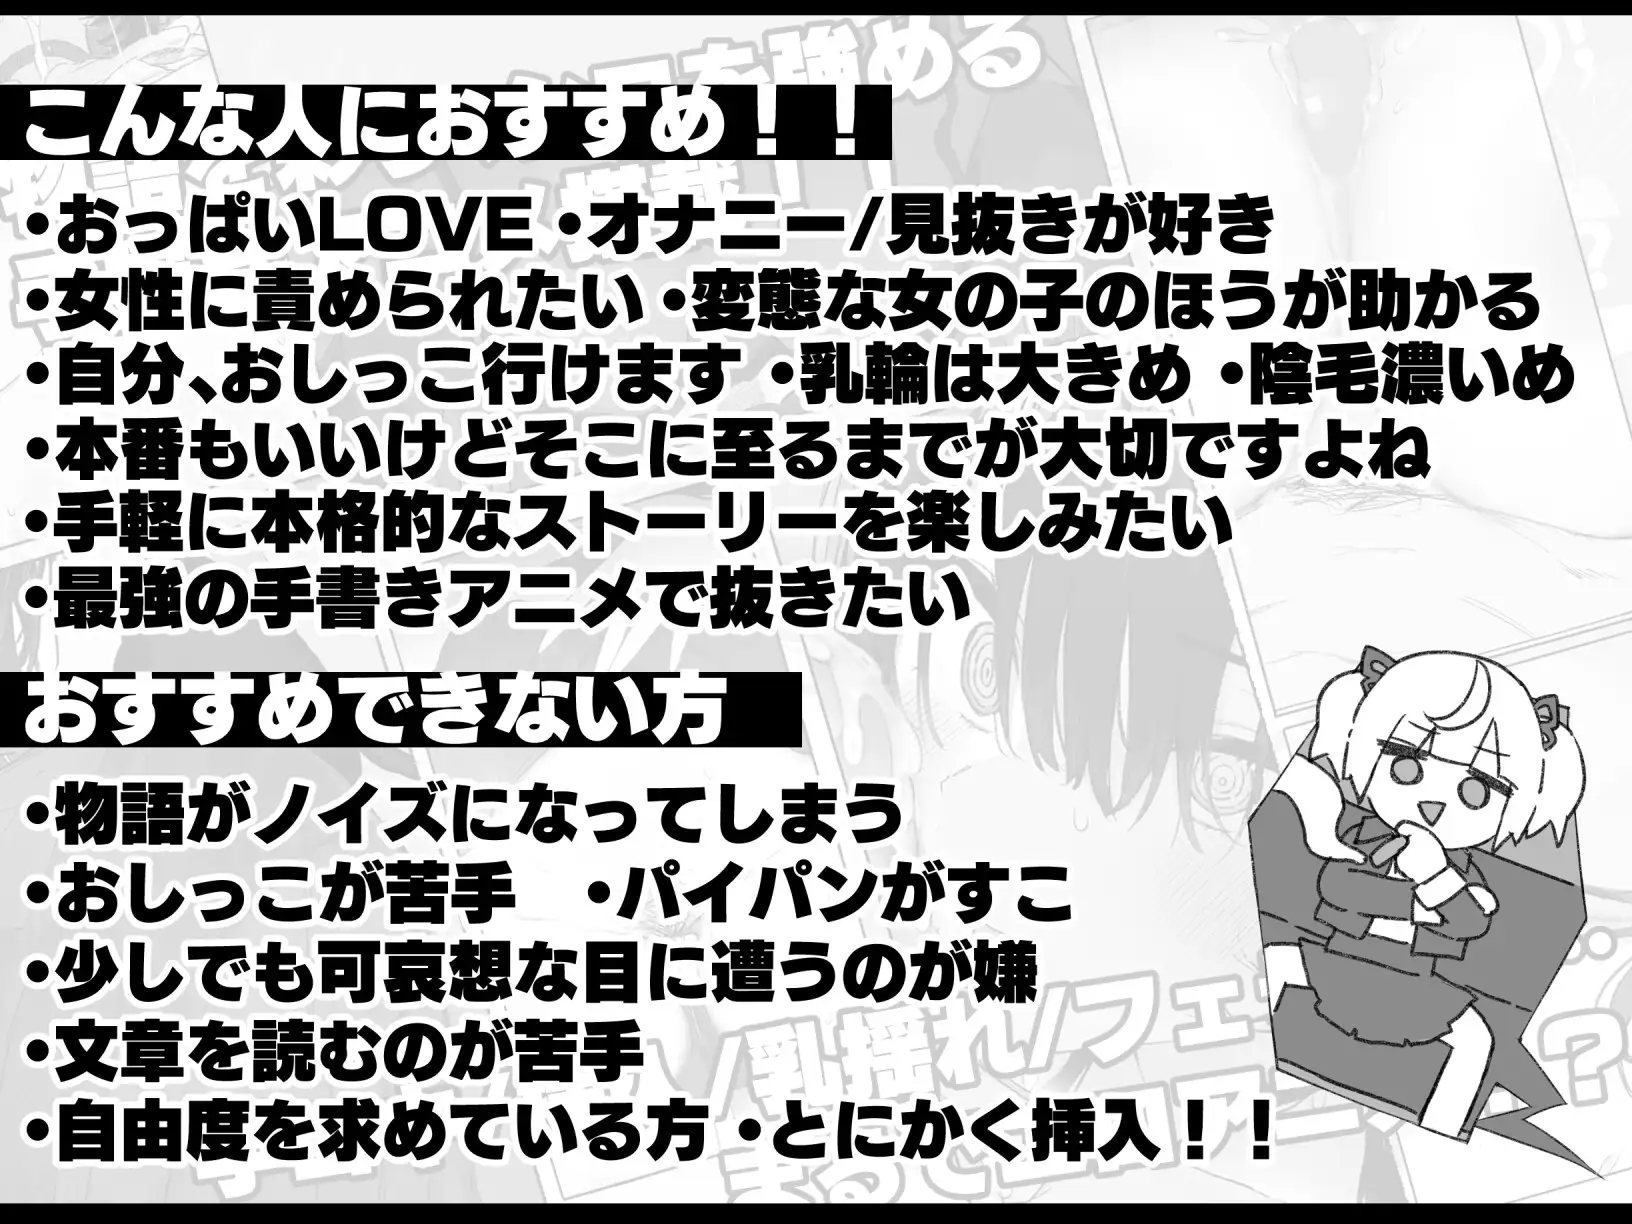 こんな人におすすめ！！
・おっぱいLOVE ・オナニー/見抜きが好き
・女性に責められたい ・変態な女の子のほうが助かる
・自分、おしっこ行けます ・乳輪は大きめ ・陰毛濃いめ
・本番もいいけどそこに至るまでが大切ですよね
・手軽に本格的なストーリーを楽しみたい
・最強の手書きアニメで抜きたい
おすすめできない方
・物語がノイズになってしまう
・おしっこが苦手　・パイパンがすこ
・少しでも可哀想な目に遭うのが嫌
・文章を読むのが苦手
・自由度を求めている方 ・とにかく挿入！！